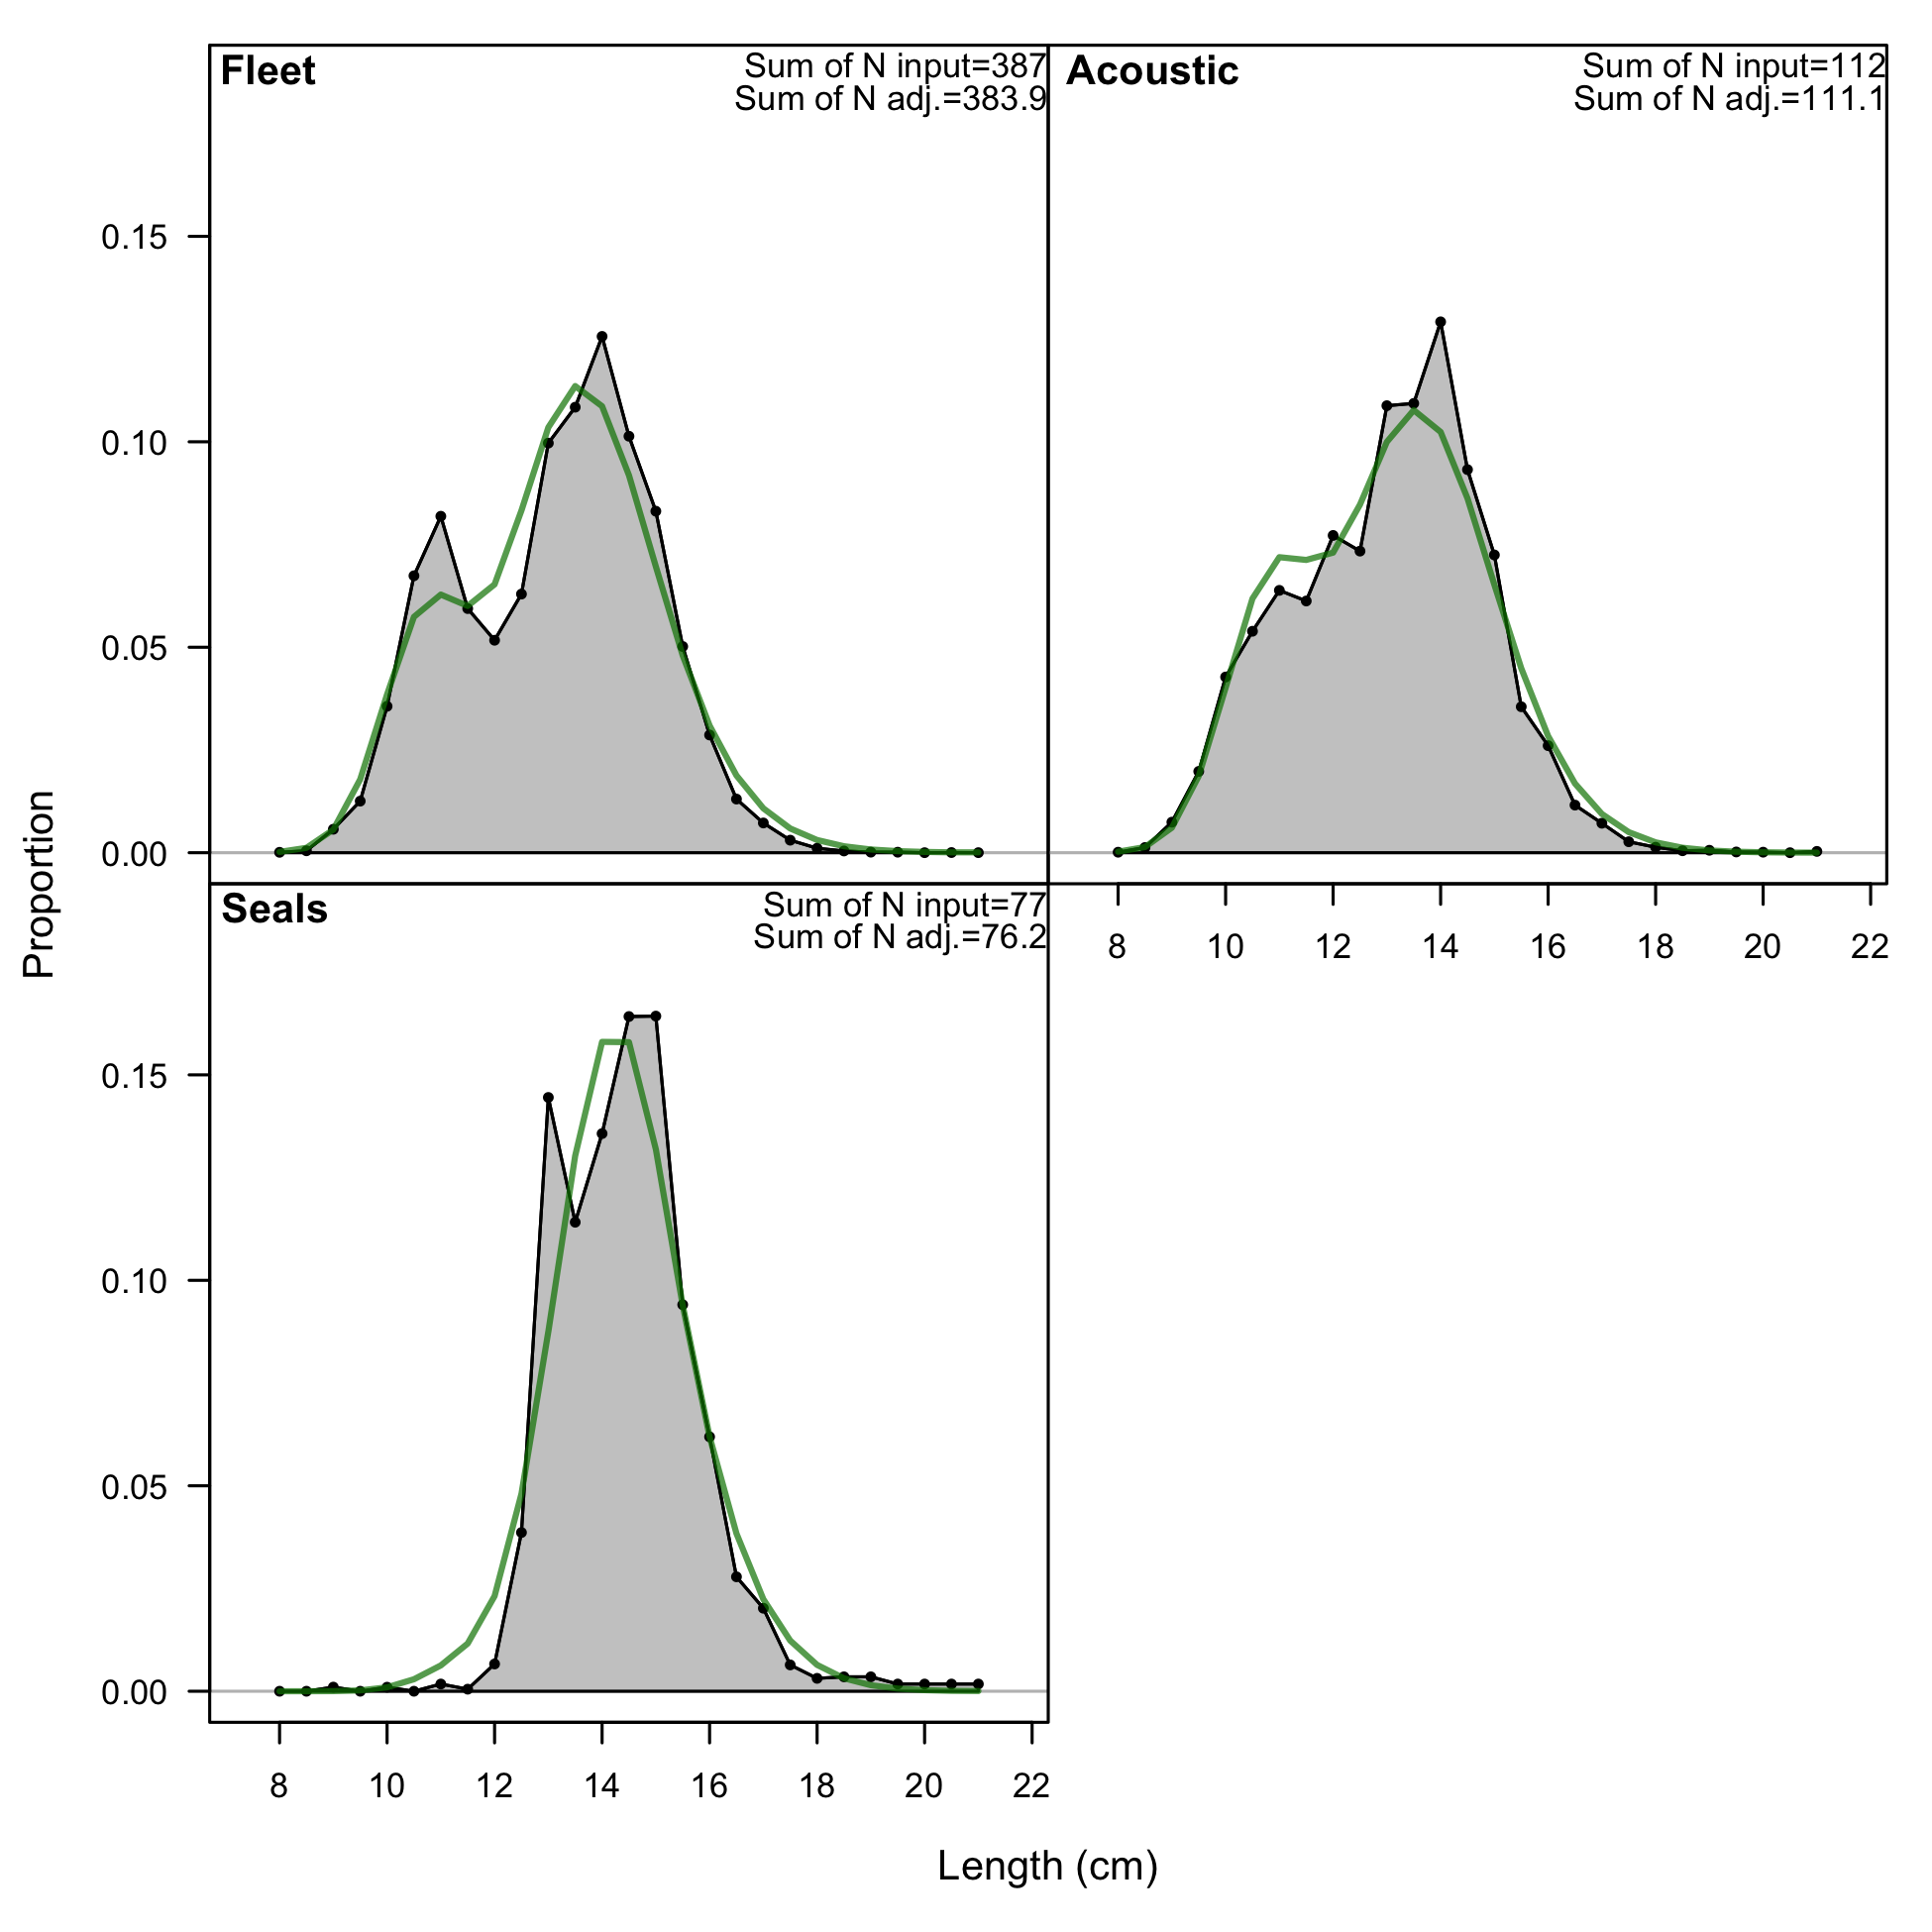 Fleet
Sum of N input=387
Sum of N adj.=383.9
Acoustic
Sum of N input=112
Sum of N adj.=111.1
0.15
0.10
0.05
0.00
8 10 12 14 16 18 20 22
Seals
Sum of N input=77
Sum of N adj.=76.2
0.15
0.10
0.05
0.00
8 10 12 14 16 18 20 22
Proportion
Length (cm)